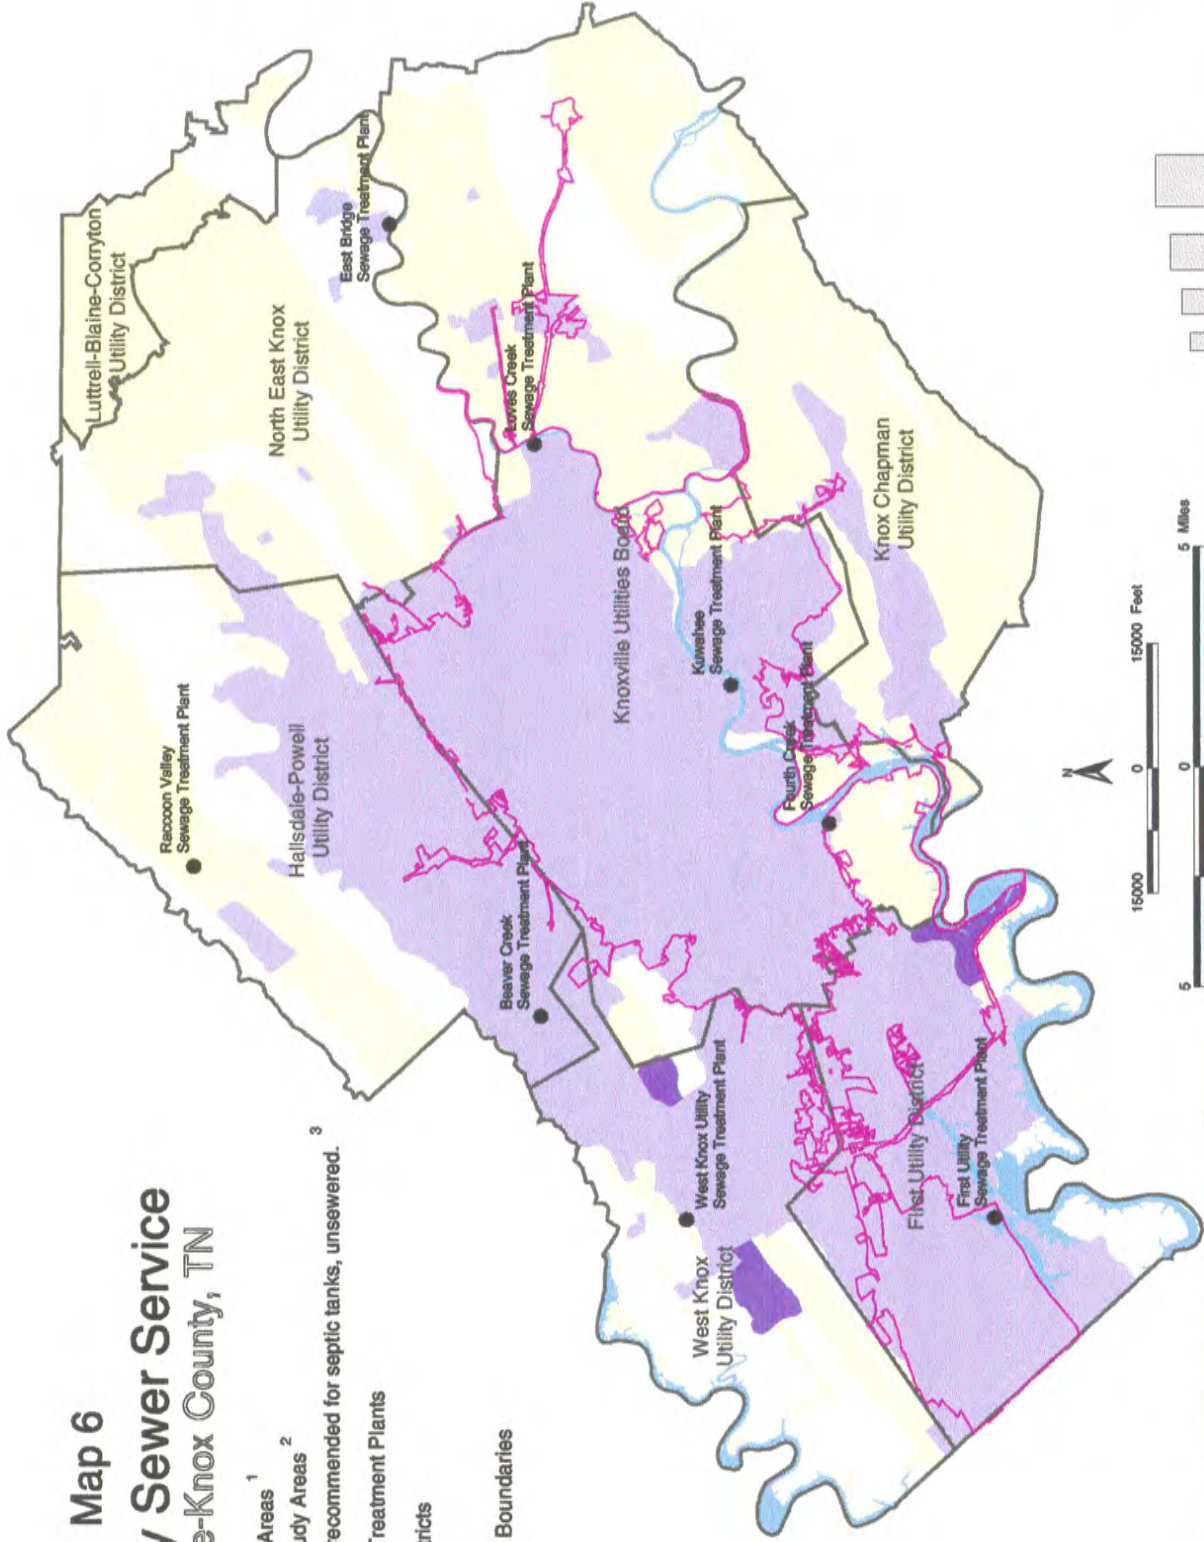 Map 6
Sewer Service
-Knox County, TN
Areas 1
Areas 2
recommended for septic tanks, unsewered. 3
Treatment Plants
Boundaries
Luttrell-Blaine-Corryton
Utility District
North East Knox
Utility District
East Bridge
Sewage Treatment Plant
Raccoon Valley
Sewage Treatment Plant
Hallsdale-Powell
Utility District
Loves Creek
Sewage Treatment Plant
Beaver Creek
Sewage Treatment Plant
Knoxville Utilities Board
Kuwahee
Sewage Treatment Plant
Knox Chapman
Utility District
Fourth Creek
Sewage Treatment Plant
West Knox Utility
Sewage Treatment Plant
West Knox
Utility District
First Utility District
First Utility
Sewage Treatment Plant
N
15000 0 15000 Feet
5 0 5 Miles